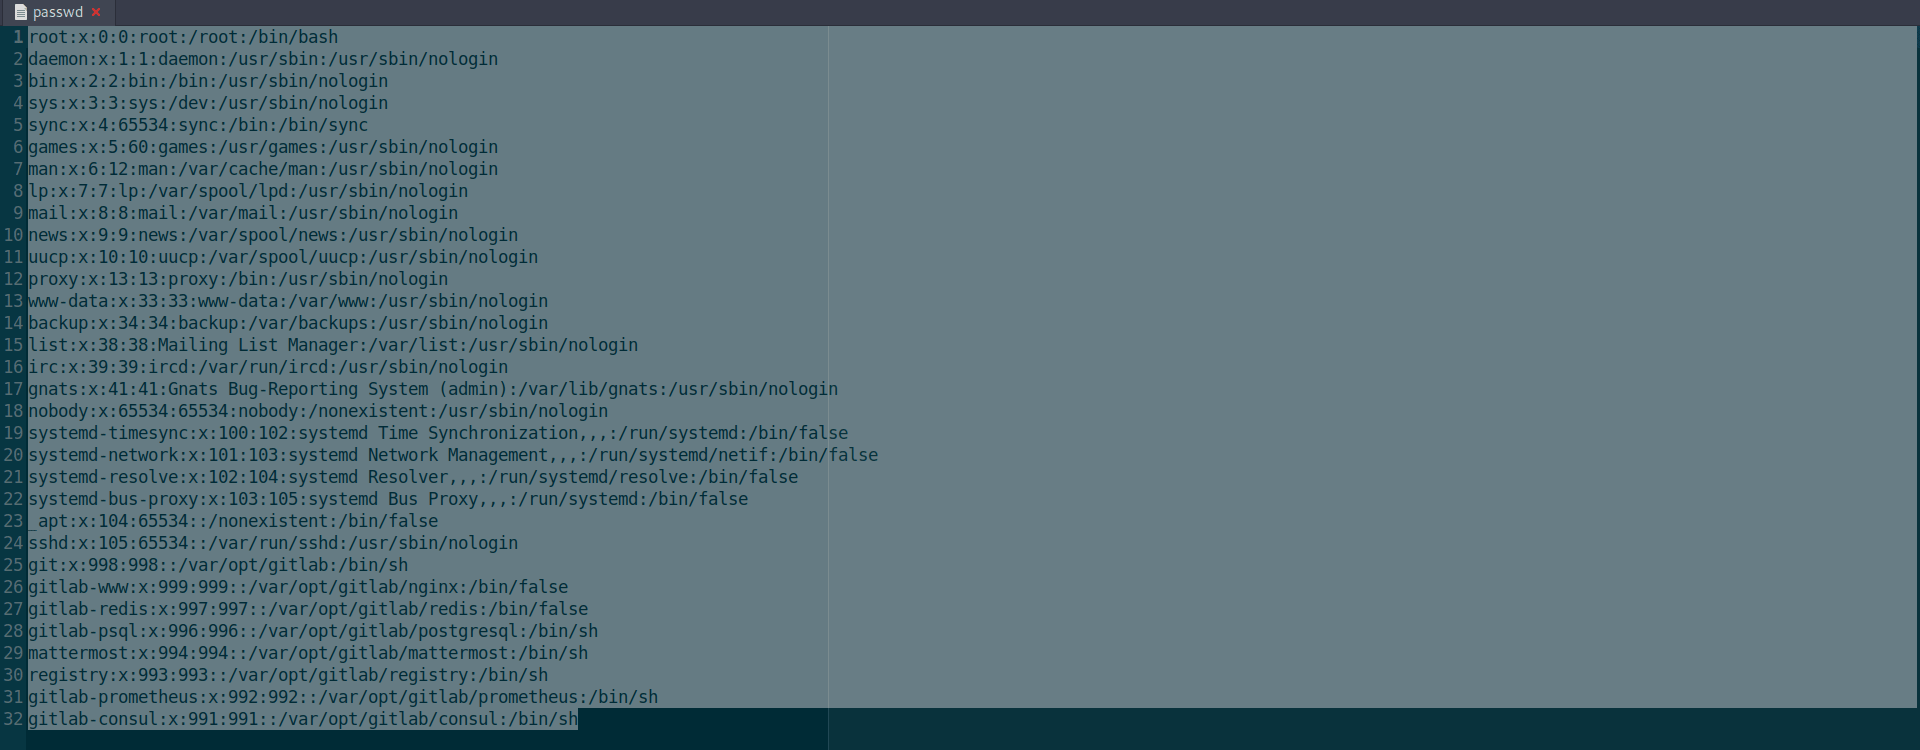 passwd
1 root:x:0:0:root:/root:/bin/bash
2 daemon:x:1:1:daemon:/usr/sbin:/usr/sbin/nologin
3 bin:x:2:2:bin:/bin:/usr/sbin/nologin
4 sys:x:3:3:sys:/dev:/usr/sbin/nologin
5 sync:x:4:65534:sync:/bin:/bin/sync
6 games:x:5:60:games:/usr/games:/usr/sbin/nologin
7 man:x:6:12:man:/var/cache/man:/usr/sbin/nologin
8 lp:x:7:7:lp:/var/spool/lpd:/usr/sbin/nologin
9 mail:x:8:8:mail:/var/mail:/usr/sbin/nologin
10 news:x:9:9:news:/var/spool/news:/usr/sbin/nologin
11 uucp:x:10:10:uucp:/var/spool/uucp:/usr/sbin/nologin
12 proxy:x:13:13:proxy:/bin:/usr/sbin/nologin
13 www-data:x:33:33:www-data:/var/www:/usr/sbin/nologin
14 backup:x:34:34:backup:/var/backups:/usr/sbin/nologin
15 list:x:38:38:Mailing List Manager:/var/list:/usr/sbin/nologin
16 irc:x:39:39:ircd:/var/run/ircd:/usr/sbin/nologin
17 gnats:x:41:41:Gnats Bug-Reporting System (admin):/var/lib/gnats:/usr/sbin/nologin
18 nobody:x:65534:65534:nobody:/nonexistent:/usr/sbin/nologin
19 systemd-timesync:x:100:102:systemd Time Synchronization,,,:/run/systemd:/bin/false
20 systemd-network:x:101:103:systemd Network Management,,,:/run/systemd/netif:/bin/false
21 systemd-resolve:x:102:104:systemd Resolver,,,:/run/systemd/resolve:/bin/false
22 systemd-bus-proxy:x:103:105:systemd Bus Proxy,,,:/run/systemd:/bin/false
23 _apt:x:104:65534::/nonexistent:/bin/false
24 sshd:x:105:65534::/var/run/sshd:/usr/sbin/nologin
25 git:x:998:998::/var/opt/gitlab:/bin/sh
26 gitlab-www:x:999:999::/var/opt/gitlab/nginx:/bin/false
27 gitlab-redis:x:997:997::/var/opt/gitlab/redis:/bin/false
28 gitlab-psql:x:996:996::/var/opt/gitlab/postgresql:/bin/sh
29 mattermost:x:994:994::/var/opt/gitlab/mattermost:/bin/sh
30 registry:x:993:993::/var/opt/gitlab/registry:/bin/sh
31 gitlab-prometheus:x:992:992::/var/opt/gitlab/prometheus:/bin/sh
32 gitlab-consul:x:991:991::/var/opt/gitlab/consul:/bin/sh